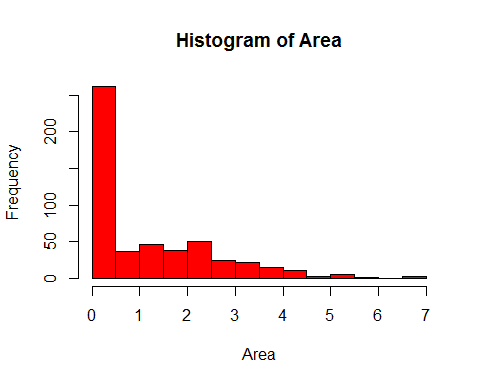 Histogram of Area
Frequency
200
100
50
0
0 1 2 3 4 5 6 7
Area